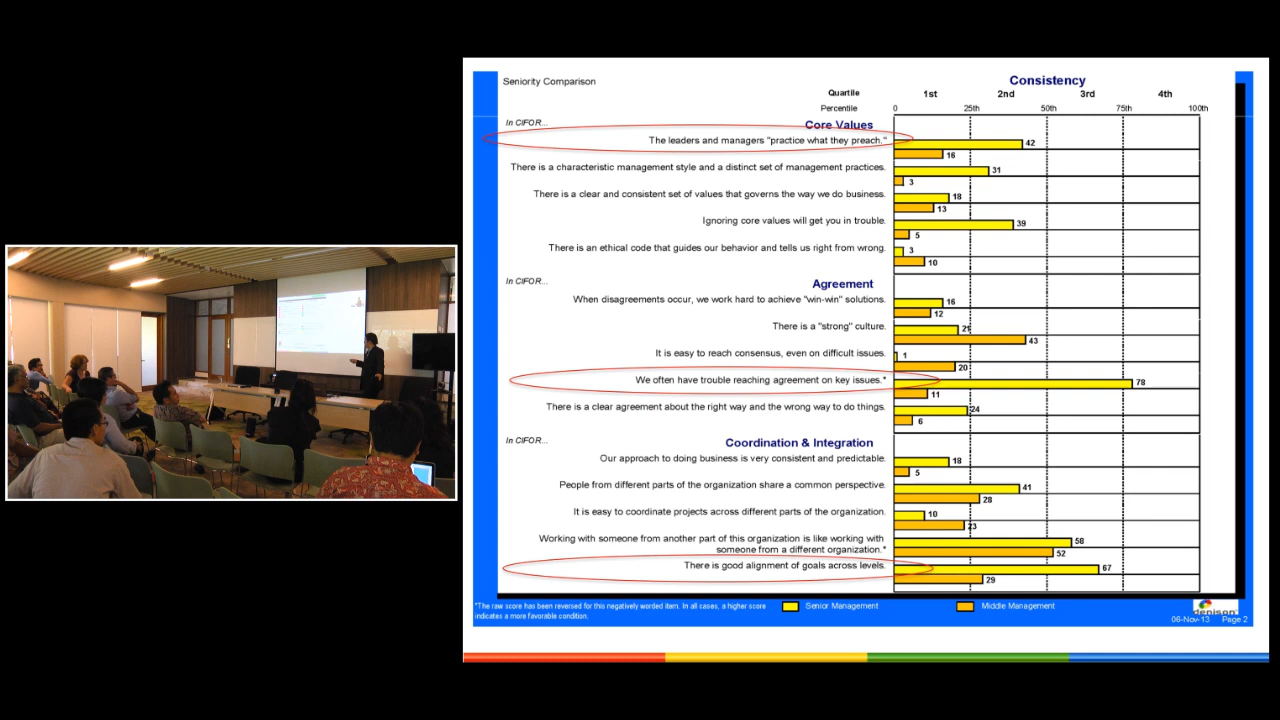 Seniority Comparison
Consistency
Quartile 1st 2nd 3rd 4th
Percentile 0 25th 50th 75th 100th
In CIFOR...
Core Values
The leaders and managers "practice what they preach." 42
16
There is a characteristic management style and a distinct set of management practices. 31
3
There is a clear and consistent set of values that governs the way we do business. 18
13
Ignoring core values will get you in trouble. 39
5
There is an ethical code that guides our behavior and tells us right from wrong. 3
10
In CIFOR...
Agreement
When disagreements occur, we work hard to achieve "win-win" solutions. 16
12
There is a "strong" culture. 21
43
It is easy to reach consensus, even on difficult issues. 1
20
We often have trouble reaching agreement on key issues.* 78
11
There is a clear agreement about the right way and the wrong way to do things. 24
6
In CIFOR...
Coordination & Integration
Our approach to doing business is very consistent and predictable. 18
5
People from different parts of the organization share a common perspective. 41
28
It is easy to coordinate projects across different parts of the organization. 10
23
Working with someone from another part of this organization is like working with 58
someone from a different organization.* 52
There is good alignment of goals across levels. 67
29
*The raw score has been reversed for this negatively worded item. In all cases, a higher score
indicates a more favorable condition.
Senior Management
Middle Management
denison
06-Nov-13 Page 2